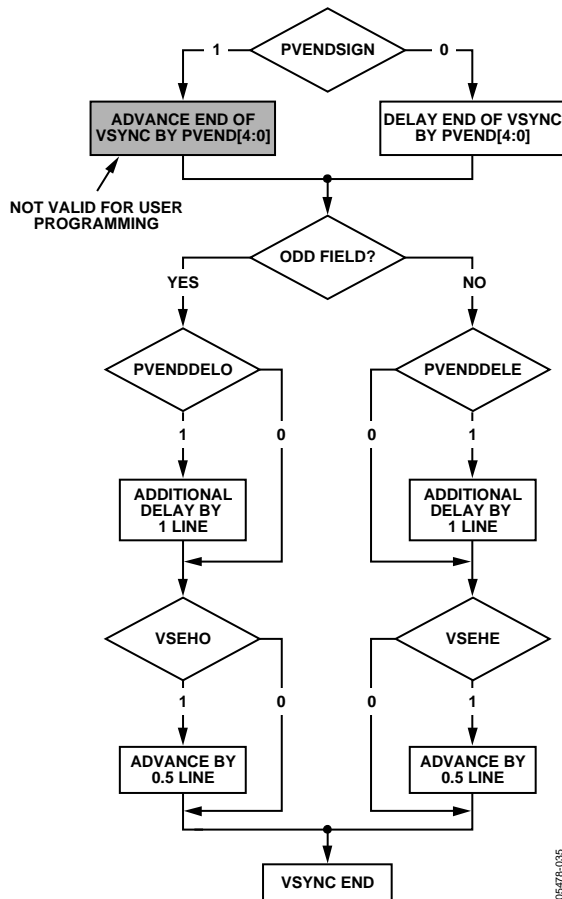 PVENDSIGN
1
0
ADVANCE END OF
VSYNC BY PVEND[4:0]
DELAY END OF VSYNC
BY PVEND[4:0]
NOT VALID FOR USER
PROGRAMMING
ODD FIELD?
YES
NO
PVENDDELO
PVENDDELE
1
0
0
1
ADDITIONAL
DELAY BY
1 LINE
ADDITIONAL
DELAY BY
1 LINE
VSEHO
VSEHE
1
0
0
1
ADVANCE BY
0.5 LINE
ADVANCE BY
0.5 LINE
VSYNC END
05478-035